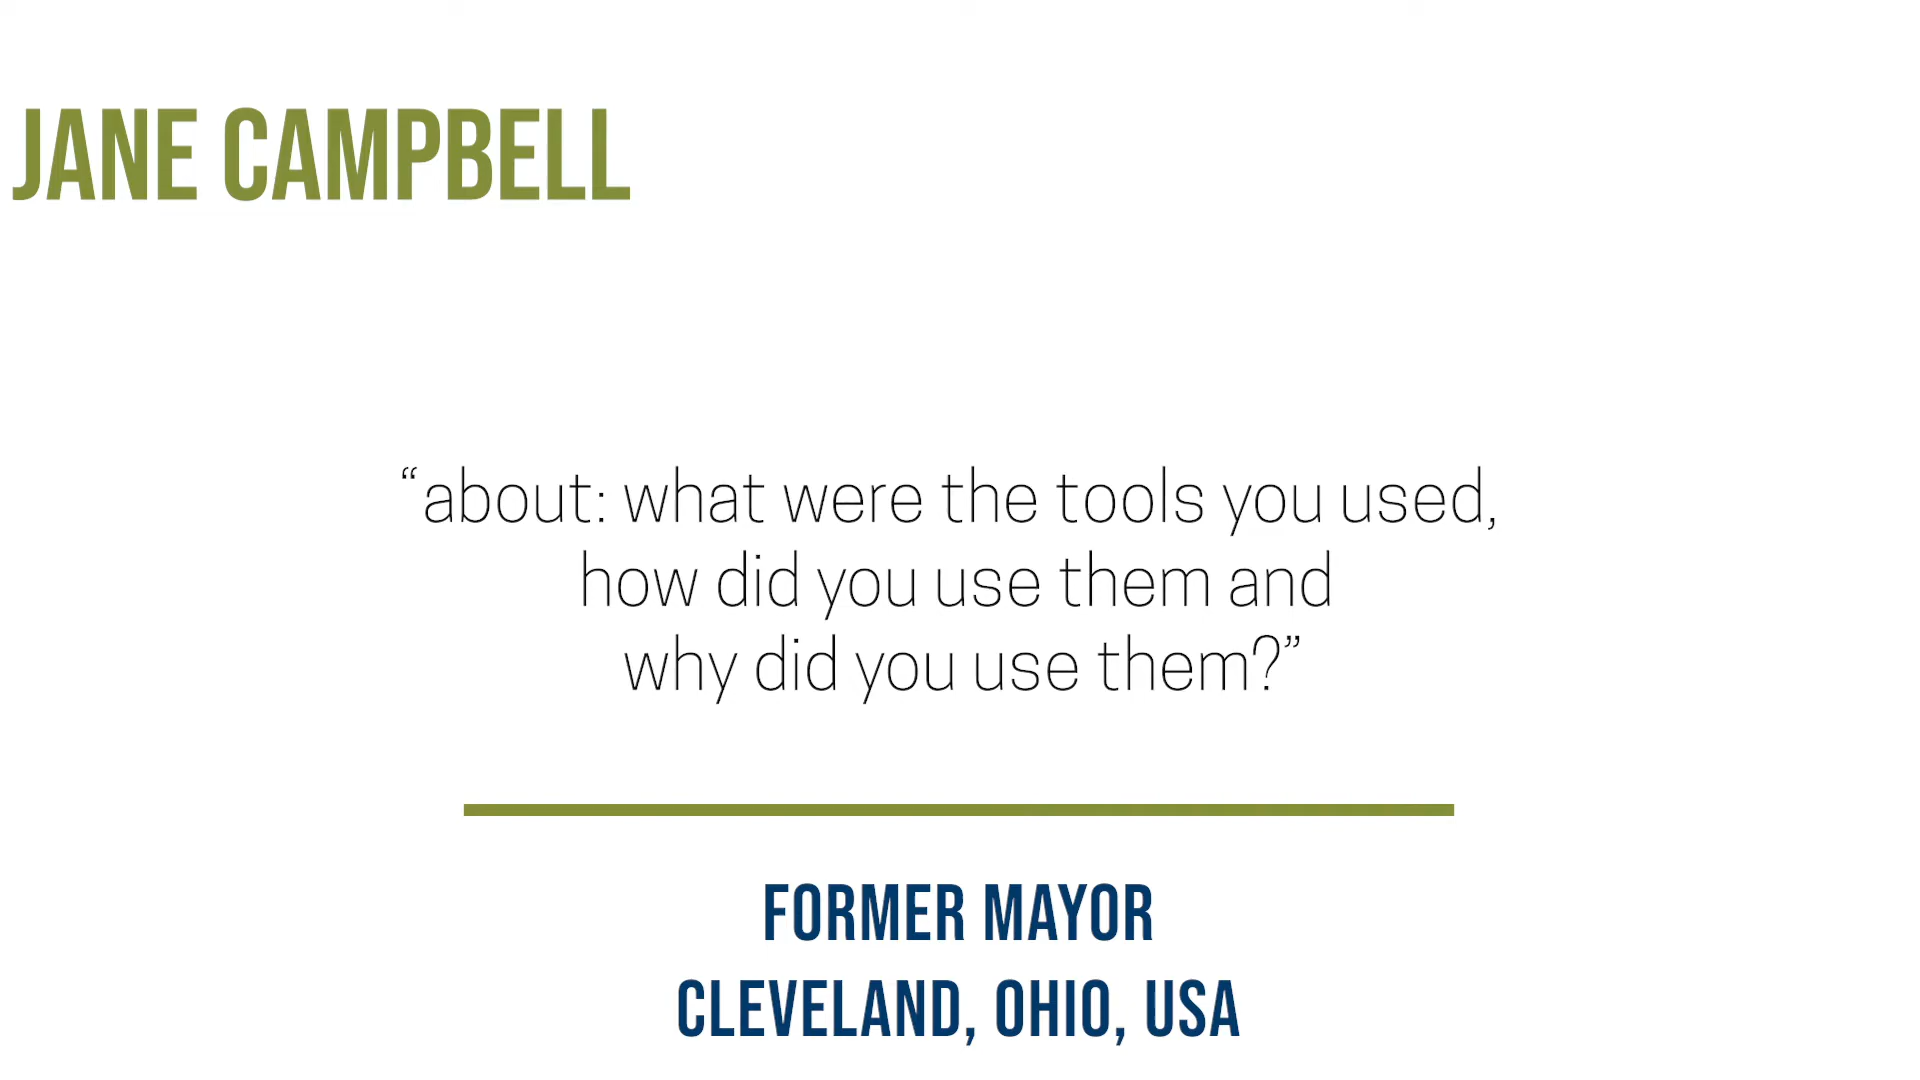 JANE CAMPBELL
“about: what were the tools you used,
how did you use them and
why did you use them?”
FORMER MAYOR
CLEVELAND, OHIO, USA